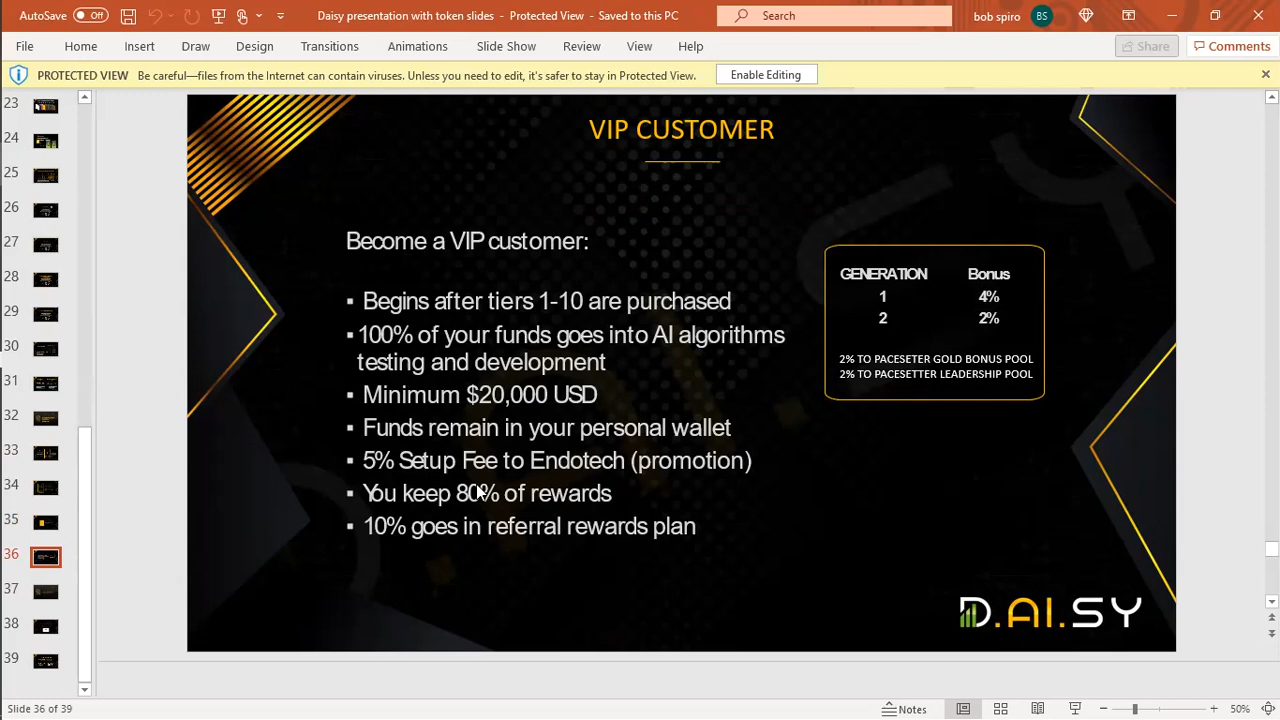 AutoSave Off Daisy presentation with token slides - Protected View - Saved to this PC Search bob spiro BS
File Home Insert Draw Design Transitions Animations Slide Show Review View Help Share Comments
PROTECTED VIEW Be careful—files from the Internet can contain viruses. Unless you need to edit, it's safer to stay in Protected View. Enable Editing
23
24
25
26
27
28
29
30
31
32
33
34
35
36
37
38
39
VIP CUSTOMER
Become a VIP customer:
▪ Begins after tiers 1-10 are purchased
▪ 100% of your funds goes into AI algorithms
testing and development
▪ Minimum $20,000 USD
▪ Funds remain in your personal wallet
▪ 5% Setup Fee to Endotech (promotion)
▪ You keep 80% of rewards
▪ 10% goes in referral rewards plan
GENERATION Bonus
1 4%
2 2%
2% TO PACESETER GOLD BONUS POOL
2% TO PACESETTER LEADERSHIP POOL
D.AI.SY
Slide 36 of 39 Notes 50%